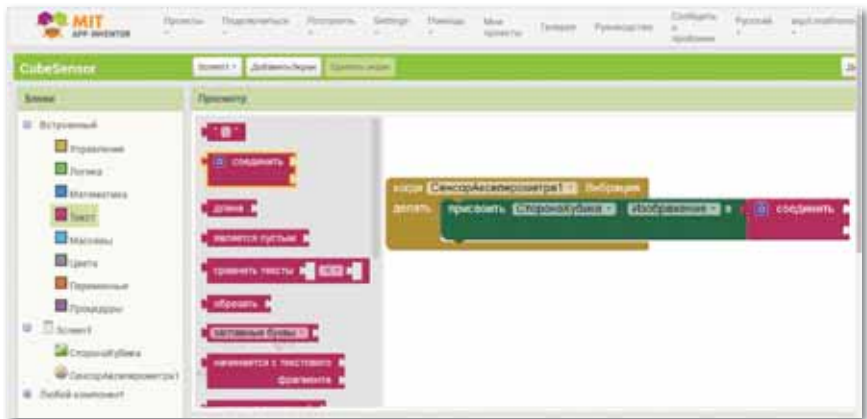 MIT
APP INVENTOR
Проекты Подключиться Построить Settings Помощь Мои проекты Галерея Руководство Сообщить о проблеме Русский
CubeSensor Screen1 Добавить экран Удалить экран
Блоки Просмотр
Встроенный
Управление
Логика
Математика
Текст
Массивы
Цвета
Переменные
Процедуры
Screen1
СторонаКубика
СенсорАкселерометра1
Любой компонент
" "
соединить
длина
является пустым
сравнить тексты <
обрезать
заглавные буквы
начинается с текстового
фрагмента
когда СенсорАкселерометра1 Вибрация
делать присвоить СторонаКубика . Изображение в соединить